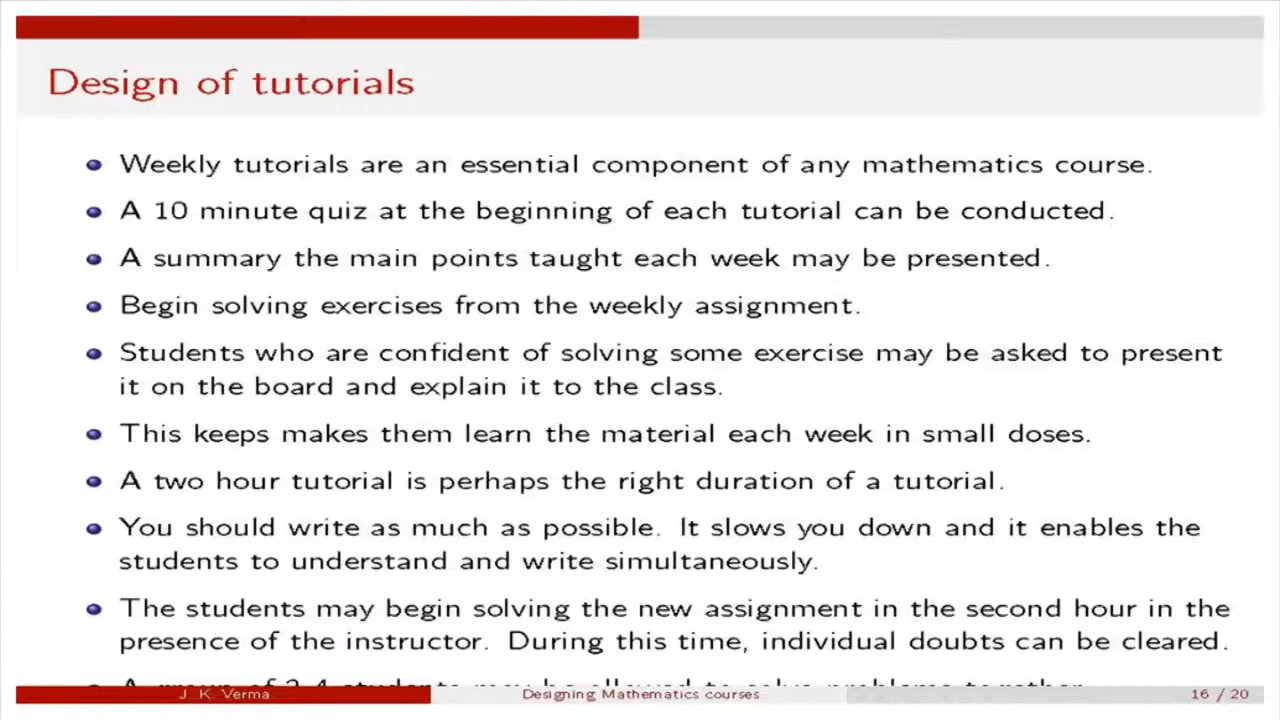 Design of tutorials
Weekly tutorials are an essential component of any mathematics course.
A 10 minute quiz at the beginning of each tutorial can be conducted.
A summary the main points taught each week may be presented.
Begin solving exercises from the weekly assignment.
Students who are confident of solving some exercise may be asked to present
it on the board and explain it to the class.
This keeps makes them learn the material each week in small doses.
A two hour tutorial is perhaps the right duration of a tutorial.
You should write as much as possible. It slows you down and it enables the
students to understand and write simultaneously.
The students may begin solving the new assignment in the second hour in the
presence of the instructor. During this time, individual doubts can be cleared.
J. K. Verma
Designing Mathematics courses
16 / 20